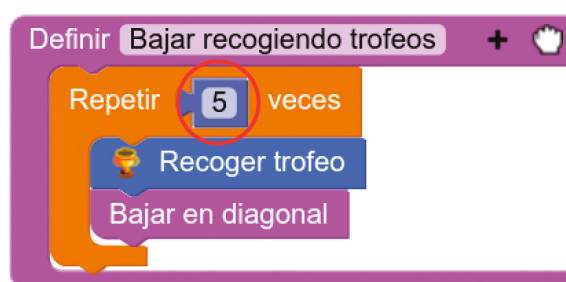 Definir Bajar recogiendo trofeos +
Repetir 5 veces
Recoger trofeo
Bajar en diagonal